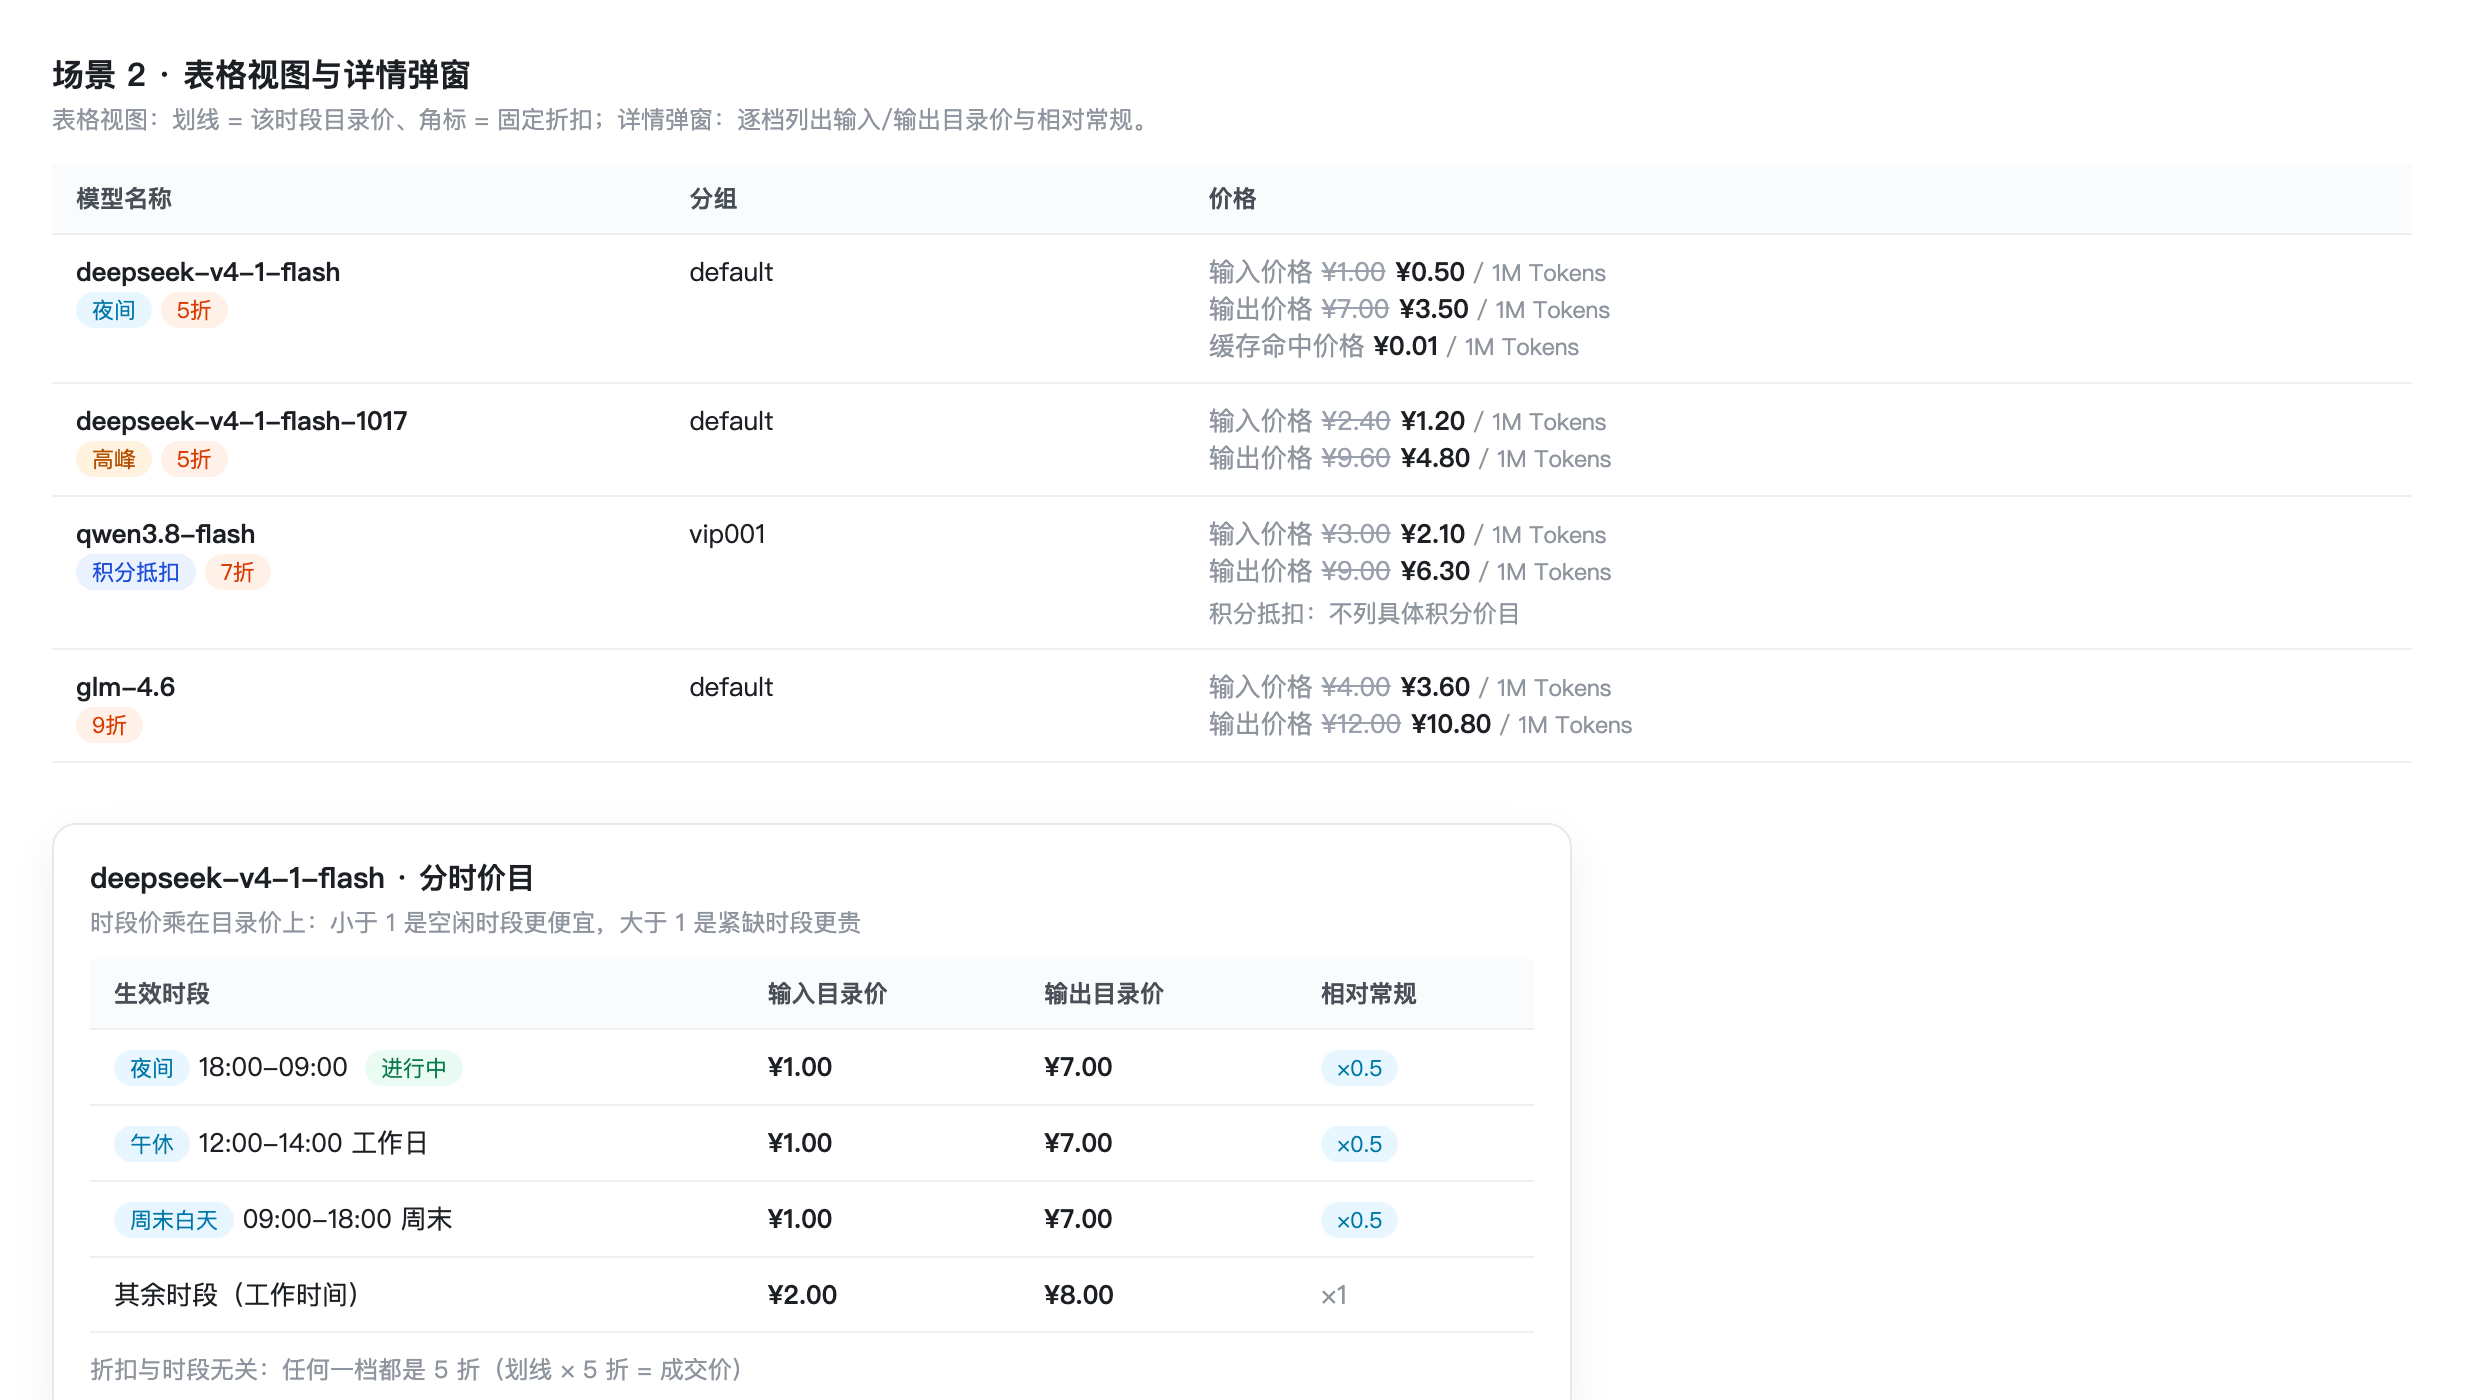 场景 2 · 表格视图与详情弹窗
表格视图：划线 = 该时段目录价、角标 = 固定折扣；详情弹窗：逐档列出输入/输出目录价与相对常规。
模型名称 分组 价格
deepseek-v4-1-flash default 输入价格 ¥1.00 ¥0.50 / 1M Tokens
夜间 5折 输出价格 ¥7.00 ¥3.50 / 1M Tokens
缓存命中价格 ¥0.01 / 1M Tokens
deepseek-v4-1-flash-1017 default 输入价格 ¥2.40 ¥1.20 / 1M Tokens
高峰 5折 输出价格 ¥9.60 ¥4.80 / 1M Tokens
qwen3.8-flash vip001 输入价格 ¥3.00 ¥2.10 / 1M Tokens
积分抵扣 7折 输出价格 ¥9.00 ¥6.30 / 1M Tokens
积分抵扣：不列具体积分价目
glm-4.6 default 输入价格 ¥4.00 ¥3.60 / 1M Tokens
9折 输出价格 ¥12.00 ¥10.80 / 1M Tokens
deepseek-v4-1-flash · 分时价目
时段价乘在目录价上：小于 1 是空闲时段更便宜，大于 1 是紧缺时段更贵
生效时段 输入目录价 输出目录价 相对常规
夜间 18:00-09:00 进行中 ¥1.00 ¥7.00 ×0.5
午休 12:00-14:00 工作日 ¥1.00 ¥7.00 ×0.5
周末白天 09:00-18:00 周末 ¥1.00 ¥7.00 ×0.5
其余时段（工作时间） ¥2.00 ¥8.00 ×1
折扣与时段无关：任何一档都是 5 折（划线 × 5 折 = 成交价）